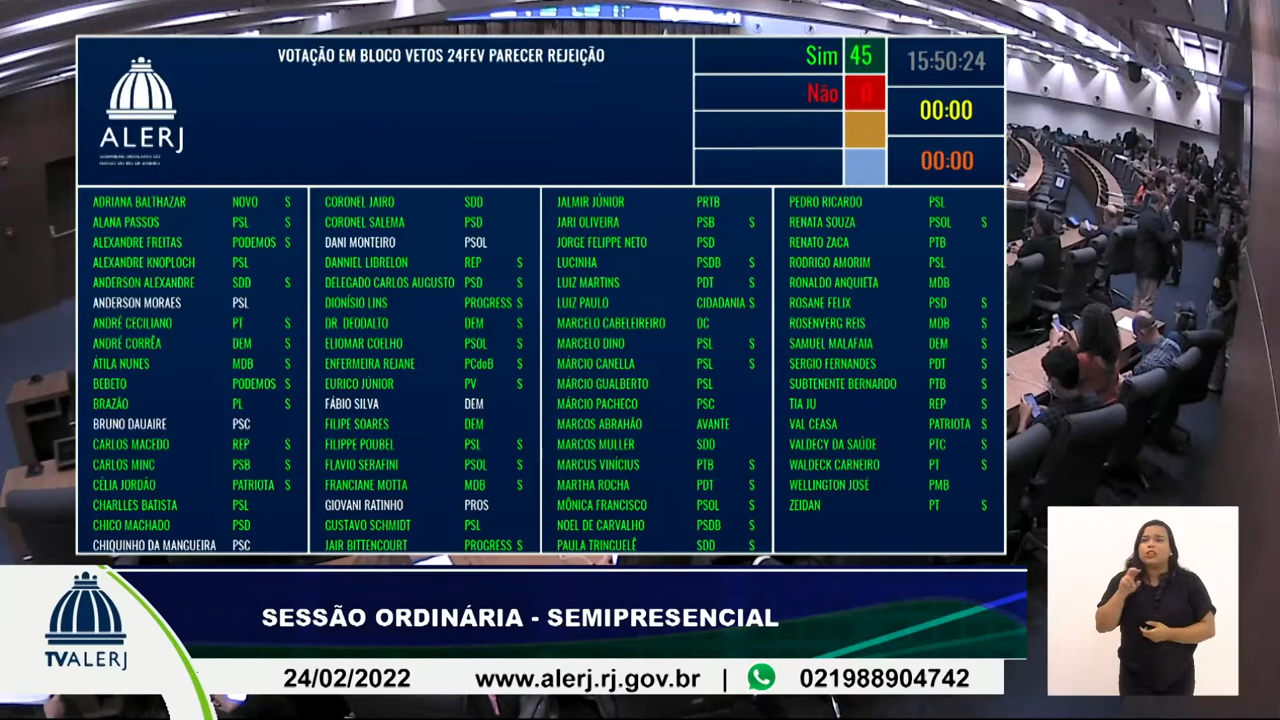 VOTAÇÃO EM BLOCO VETOS 24FEV PARECER REJEIÇÃO
ALERJ
Sim 45
Não 0
15:50:24
00:00
00:00
ADRIANA BALTHAZAR NOVO S
ALANA PASSOS PSL S
ALEXANDRE FREITAS PODEMOS S
ALEXANDRE KNOPLOCH PSL
ANDERSON ALEXANDRE SDD S
ANDERSON MORAES PSL
ANDRÉ CECILIANO PT S
ANDRÉ CORRÊA DEM S
ÁTILA NUNES MDB S
BEBETO PODEMOS S
BRAZÃO PL S
BRUNO DAUAIRE PSC
CARLOS MACEDO REP S
CARLOS MINC PSB S
CÉLIA JORDÃO PATRIOTA S
CHARLLES BATISTA PSL
CHICO MACHADO PSD
CHIQUINHO DA MANGUEIRA PSC
CORONEL JAIRO SDD
CORONEL SALEMA PSD
DANI MONTEIRO PSOL
DANNIEL LIBRELON REP S
DELEGADO CARLOS AUGUSTO PSD S
DIONÍSIO LINS PROGRESS S
DR. DEODALTO DEM S
ELIOMAR COELHO PSOL S
ENFERMEIRA REJANE PCdoB S
EURICO JÚNIOR PV S
FÁBIO SILVA DEM
FILIPE SOARES DEM
FILIPPE POUBEL PSL S
FLAVIO SERAFINI PSOL S
FRANCIANE MOTTA MDB S
GIOVANI RATINHO PROS
GUSTAVO SCHMIDT PSL
JAIR BITTENCOURT PROGRESS S
JALMIR JÚNIOR PRTB
JARI OLIVEIRA PSB S
JORGE FELIPPE NETO PSD
LUCINHA PSDB S
LUIZ MARTINS PDT S
LUIZ PAULO CIDADANIA S
MARCELO CABELEIREIRO DC
MARCELO DINO PSL S
MÁRCIO CANELLA PSL S
MÁRCIO GUALBERTO PSL
MÁRCIO PACHECO PSC
MARCOS ABRAHÃO AVANTE
MARCOS MULLER SDD
MARCUS VINÍCIUS PTB S
MARTHA ROCHA PDT S
MÔNICA FRANCISCO PSOL S
NOEL DE CARVALHO PSDB S
PAULA TRINGUELÊ SDD S
PEDRO RICARDO PSL
RENATA SOUZA PSOL S
RENATO ZACA PTB
RODRIGO AMORIM PSL
RONALDO ANQUIETA MDB
ROSANE FELIX PSD S
ROSENVERG REIS MDB S
SAMUEL MALAFAIA DEM S
SERGIO FERNANDES PDT S
SUBTENENTE BERNARDO PTB S
TIA JU REP S
VAL CEASA PATRIOTA S
VALDECY DA SAÚDE PTC S
WALDECK CARNEIRO PT S
WELLINGTON JOSÉ PMB
ZEIDAN PT S
SESSÃO ORDINÁRIA - SEMIPRESENCIAL
TVALERJ
24/02/2022 www.alerj.rj.gov.br | 021988904742